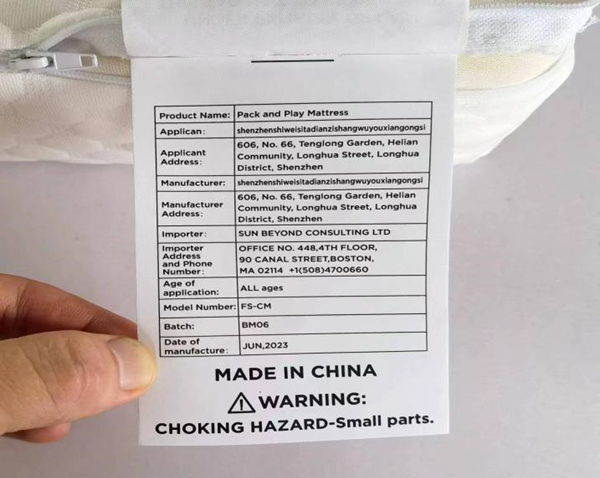 Product Name: Pack and Play Mattress
Applican: shenzhenshiweisitadianzishangwuyouxiangongsi
Applicant Address: 606, No. 66, Tenglong Garden, Helian
Community, Longhua Street, Longhua
District, Shenzhen
Manufacturer: shenzhenshiweisitadianzishangwuyouxiangongsi
Manufacturer Address: 606, No. 66, Tenglong Garden, Helian
Community, Longhua Street, Longhua
District, Shenzhen
Importer: SUN BEYOND CONSULTING LTD
Importer Address and Phone Number: OFFICE NO. 448,4TH FLOOR,
90 CANAL STREET,BOSTON,
MA 02114 +1(508)4700660
Age of application: ALL ages
Model Number: FS-CM
Batch: BM06
Date of manufacture: JUN,2023
MADE IN CHINA
WARNING:
CHOKING HAZARD-Small parts.